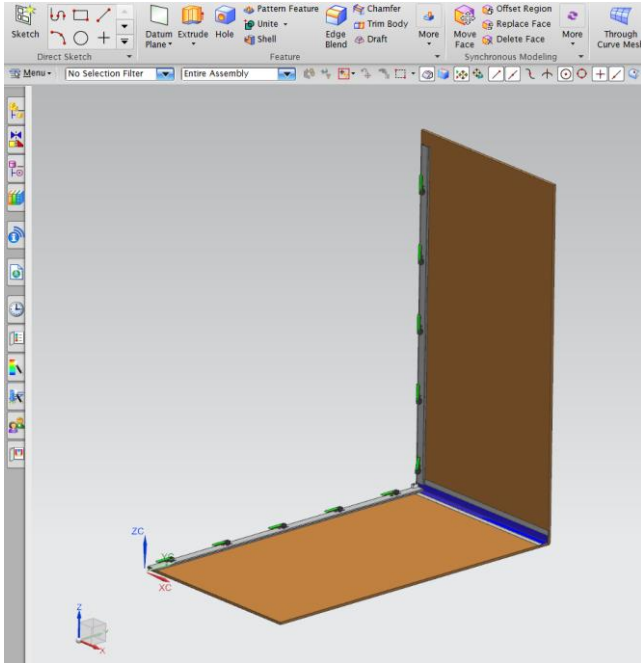 Sketch
Direct Sketch
Datum
Plane
Extrude
Hole
Pattern Feature
Unite
Shell
Edge
Blend
Chamfer
Trim Body
Draft
More
Feature
Move
Face
Offset Region
Replace Face
Delete Face
More
Synchronous Modeling
Through
Curve Mesh
Menu
No Selection Filter
Entire Assembly
ZC
YC
XC
Z
X